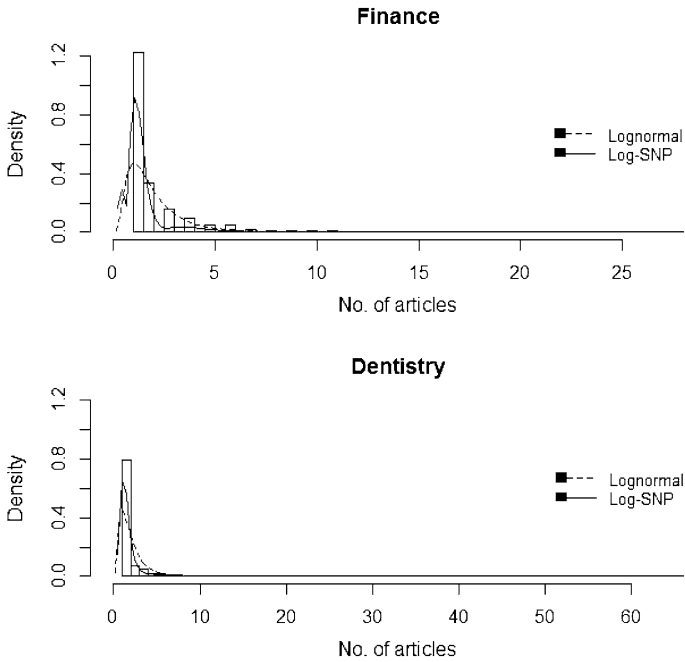 Finance
1.2
0.8
0.4
0.0
Density
Lognormal
Log-SNP
0 5 10 15 20 25
No. of articles
Dentistry
1.2
0.8
0.4
0.0
Density
Lognormal
Log-SNP
0 10 20 30 40 50 60
No. of articles